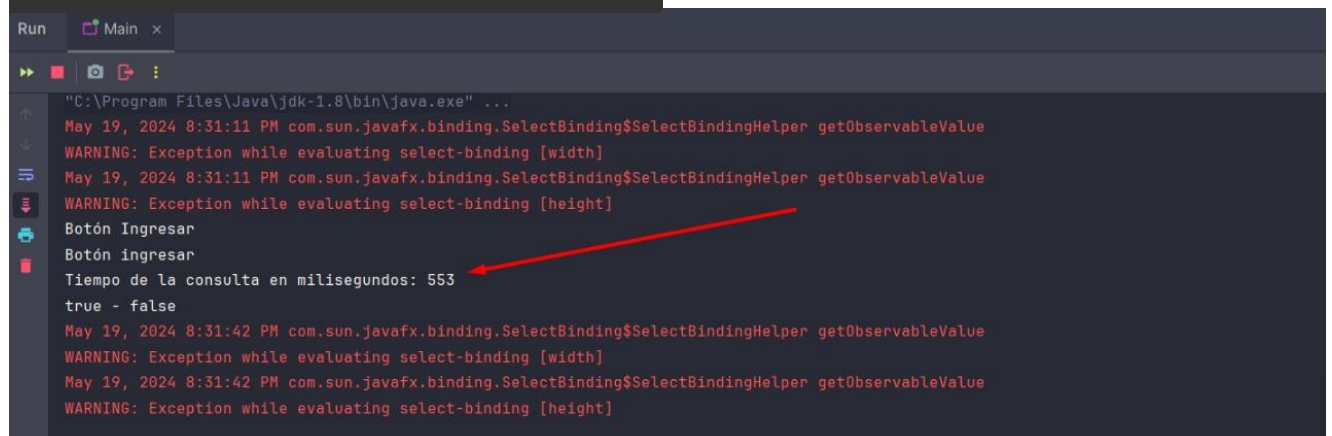 Run Main ×
"C:\Program Files\Java\jdk-1.8\bin\java.exe" ...
May 19, 2024 8:31:11 PM com.sun.javafx.binding.SelectBinding$SelectBindingHelper getObservableValue
WARNING: Exception while evaluating select-binding [width]
May 19, 2024 8:31:11 PM com.sun.javafx.binding.SelectBinding$SelectBindingHelper getObservableValue
WARNING: Exception while evaluating select-binding [height]
Botón Ingresar
Botón ingresar
Tiempo de la consulta en milisegundos: 553
true - false
May 19, 2024 8:31:42 PM com.sun.javafx.binding.SelectBinding$SelectBindingHelper getObservableValue
WARNING: Exception while evaluating select-binding [width]
May 19, 2024 8:31:42 PM com.sun.javafx.binding.SelectBinding$SelectBindingHelper getObservableValue
WARNING: Exception while evaluating select-binding [height]